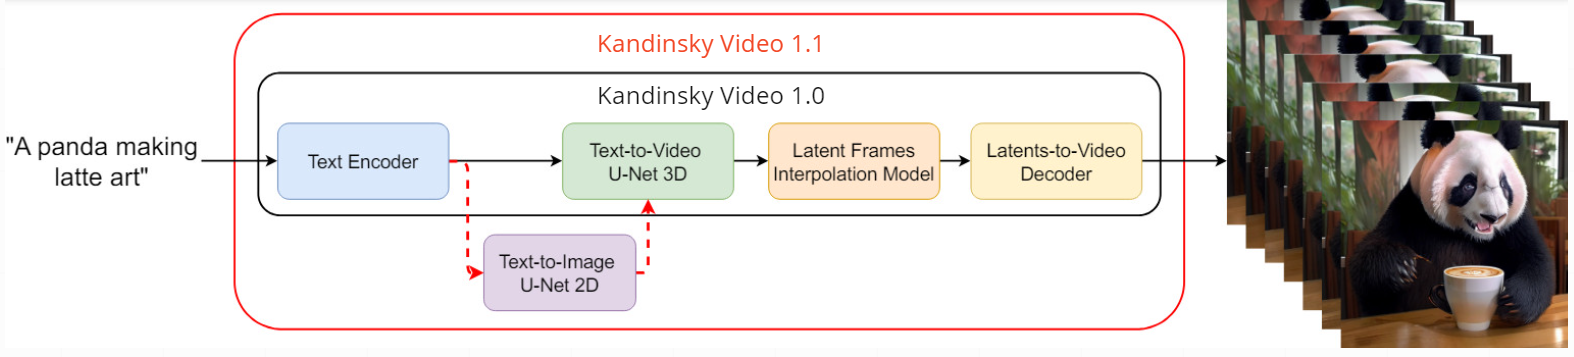 Kandinsky Video 1.1
Kandinsky Video 1.0
"A panda making
latte art"
Text Encoder
Text-to-Video
U-Net 3D
Latent Frames
Interpolation Model
Latents-to-Video
Decoder
Text-to-Image
U-Net 2D